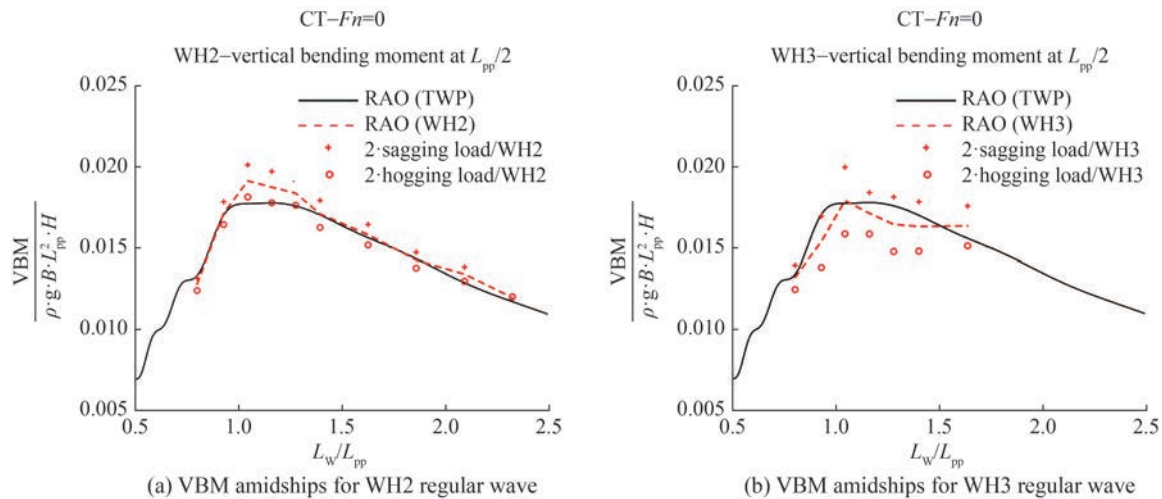 CT–Fn=0
WH2–vertical bending moment at Lpp/2
0.025
0.020
0.015
0.010
0.005
VBM
ρ·g·B·L²pp·H
RAO (TWP)
RAO (WH2)
2·sagging load/WH2
2·hogging load/WH2
0.5 1.0 1.5 2.0 2.5
LW/Lpp
(a) VBM amidships for WH2 regular wave
CT–Fn=0
WH3–vertical bending moment at Lpp/2
0.025
0.020
0.015
0.010
0.005
VBM
ρ·g·B·L²pp·H
RAO (TWP)
RAO (WH3)
2·sagging load/WH3
2·hogging load/WH3
0.5 1.0 1.5 2.0 2.5
LW/Lpp
(b) VBM amidships for WH3 regular wave